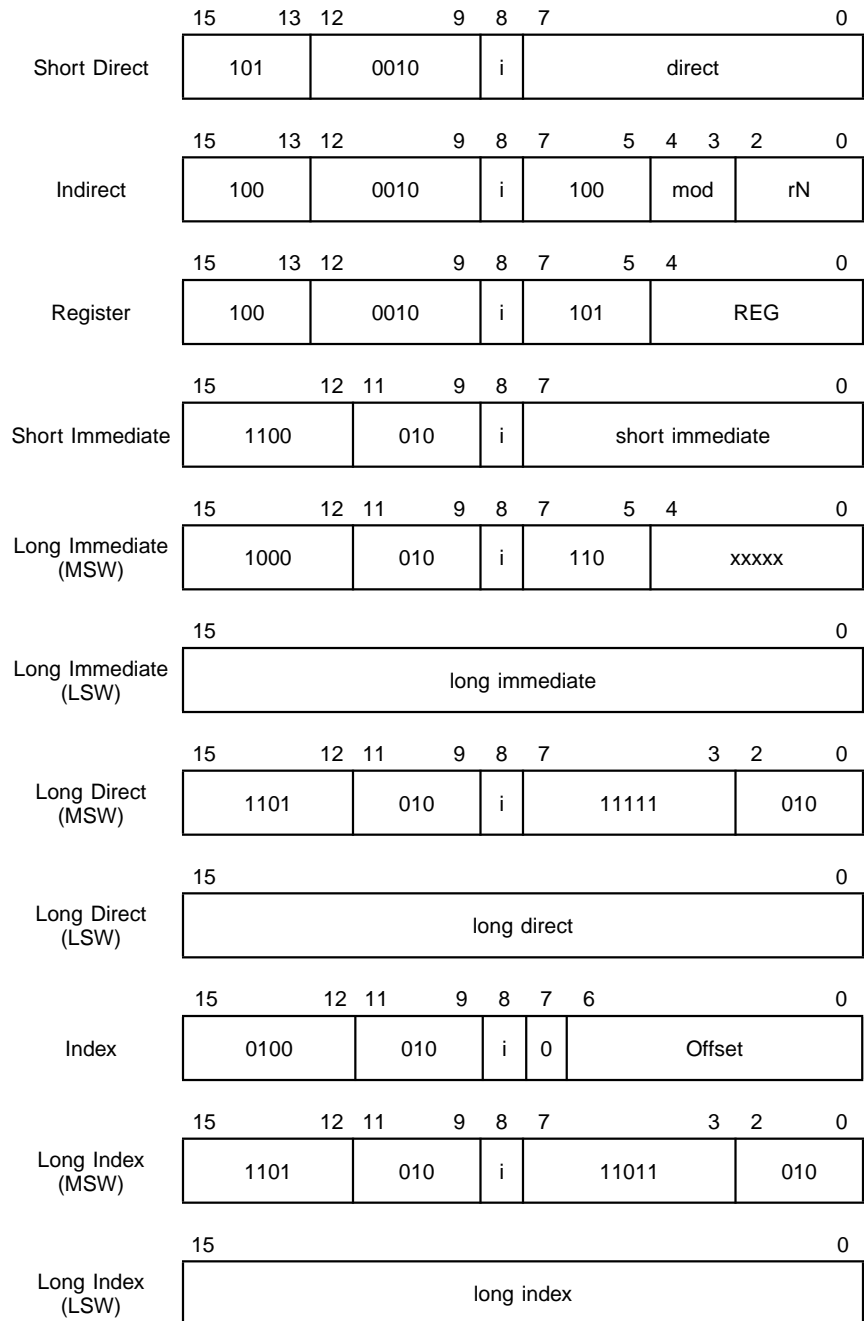 15 13 12 9 8 7 0
Short Direct 101 0010 i direct
15 13 12 9 8 7 5 4 3 2 0
Indirect 100 0010 i 100 mod rN
15 13 12 9 8 7 5 4 0
Register 100 0010 i 101 REG
15 12 11 9 8 7 0
Short Immediate 1100 010 i short immediate
15 12 11 9 8 7 5 4 0
Long Immediate
(MSW) 1000 010 i 110 xxxxx
15 0
Long Immediate
(LSW) long immediate
15 12 11 9 8 7 3 2 0
Long Direct
(MSW) 1101 010 i 11111 010
15 0
Long Direct
(LSW) long direct
15 12 11 9 8 7 6 0
Index 0100 010 i 0 Offset
15 12 11 9 8 7 3 2 0
Long Index
(MSW) 1101 010 i 11011 010
15 0
Long Index
(LSW) long index